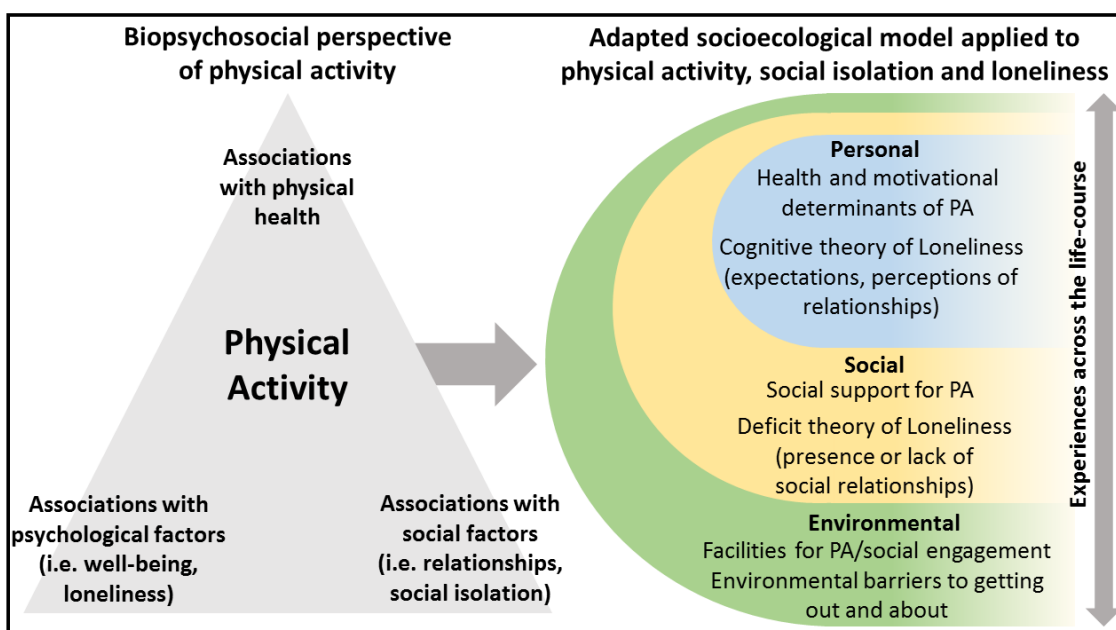 Biopsychosocial perspective
of physical activity
Associations
with physical
health
Physical
Activity
Associations with
psychological factors
(i.e. well-being,
loneliness)
Associations with
social factors
(i.e. relationships,
social isolation)
Adapted socioecological model applied to
physical activity, social isolation and loneliness
Personal
Health and motivational
determinants of PA
Cognitive theory of Loneliness
(expectations, perceptions of
relationships)
Social
Social support for PA
Deficit theory of Loneliness
(presence or lack of
social relationships)
Environmental
Facilities for PA/social engagement
Environmental barriers to getting
out and about
Experiences across the life-course